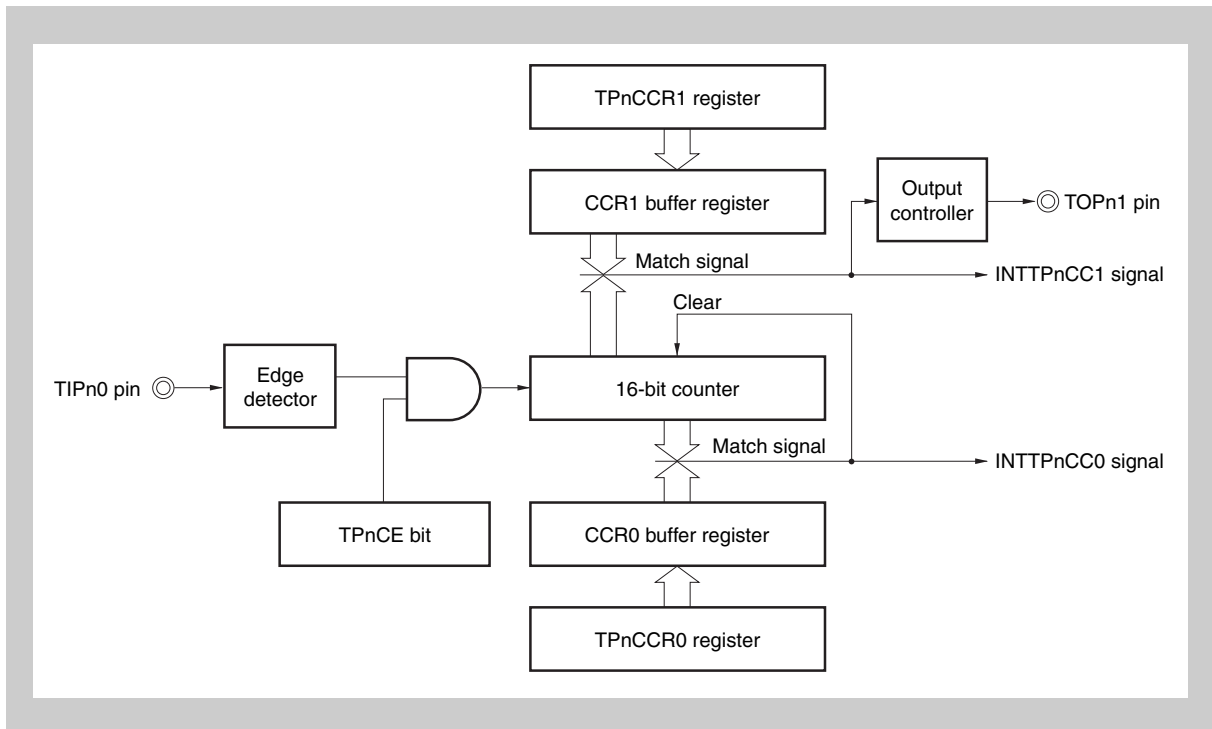 TPnCCR1 register
CCR1 buffer register
Output
controller
TOPn1 pin
Match signal
INTTPnCC1 signal
Clear
TIPn0 pin
Edge
detector
16-bit counter
Match signal
INTTPnCC0 signal
TPnCE bit
CCR0 buffer register
TPnCCR0 register